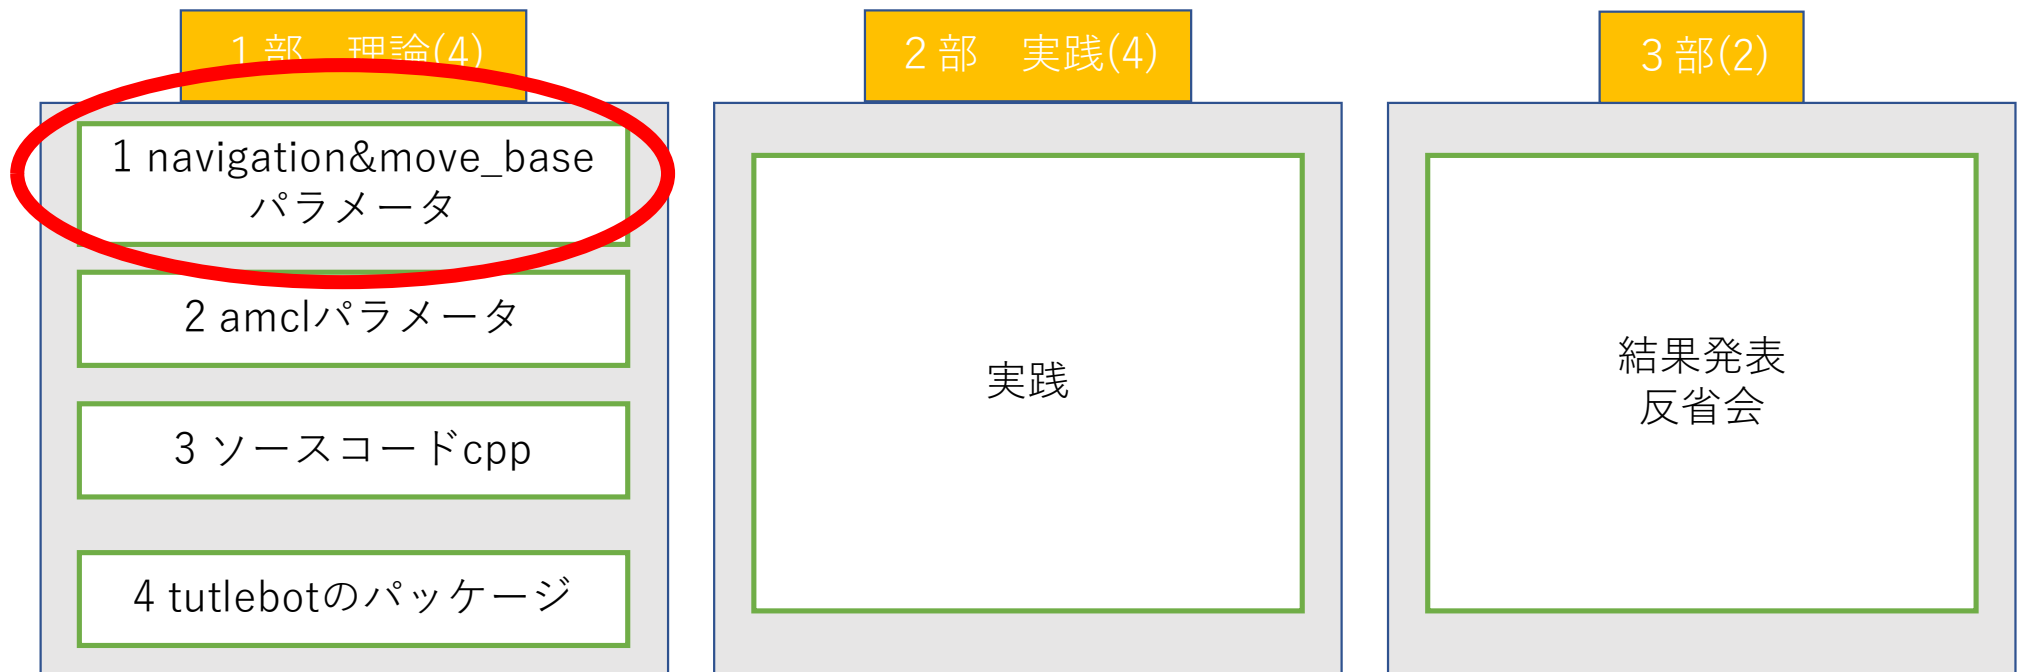 １部　理論(4)
1 navigation&move_base
パラメータ
2 amclパラメータ
3 ソースコードcpp
4 tutlebotのパッケージ
２部　実践(4)
実践
３部(2)
結果発表
反省会